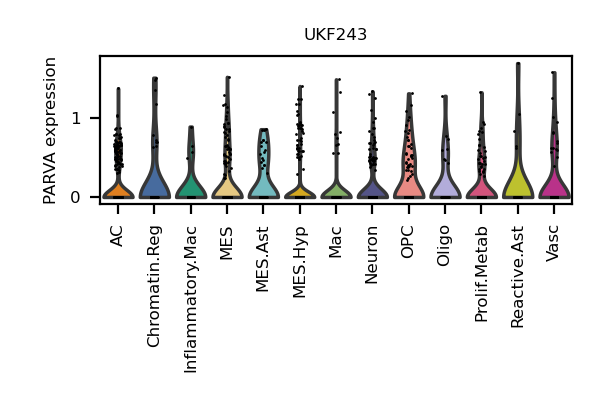 UKF243
PARVA expression
1
0
AC
Chromatin.Reg
Inflammatory.Mac
MES
MES.Ast
MES.Hyp
Mac
Neuron
OPC
Oligo
Prolif.Metab
Reactive.Ast
Vasc